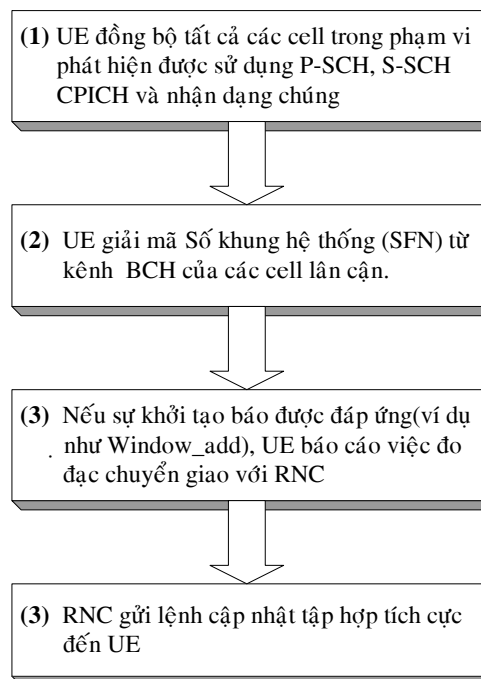 (1) UE đồng bộ tất cả các cell trong phạm vi
phát hiện được sử dụng P-SCH, S-SCH
CPICH và nhận dạng chúng
(2) UE giải mã Số khung hệ thống (SFN) từ
kênh BCH của các cell lân cận.
(3) Nếu sự khởi tạo báo được đáp ứng(ví dụ
như Window_add), UE báo cáo việc đo
đạc chuyển giao với RNC
(3) RNC gửi lệnh cập nhật tập hợp tích cực
đến UE